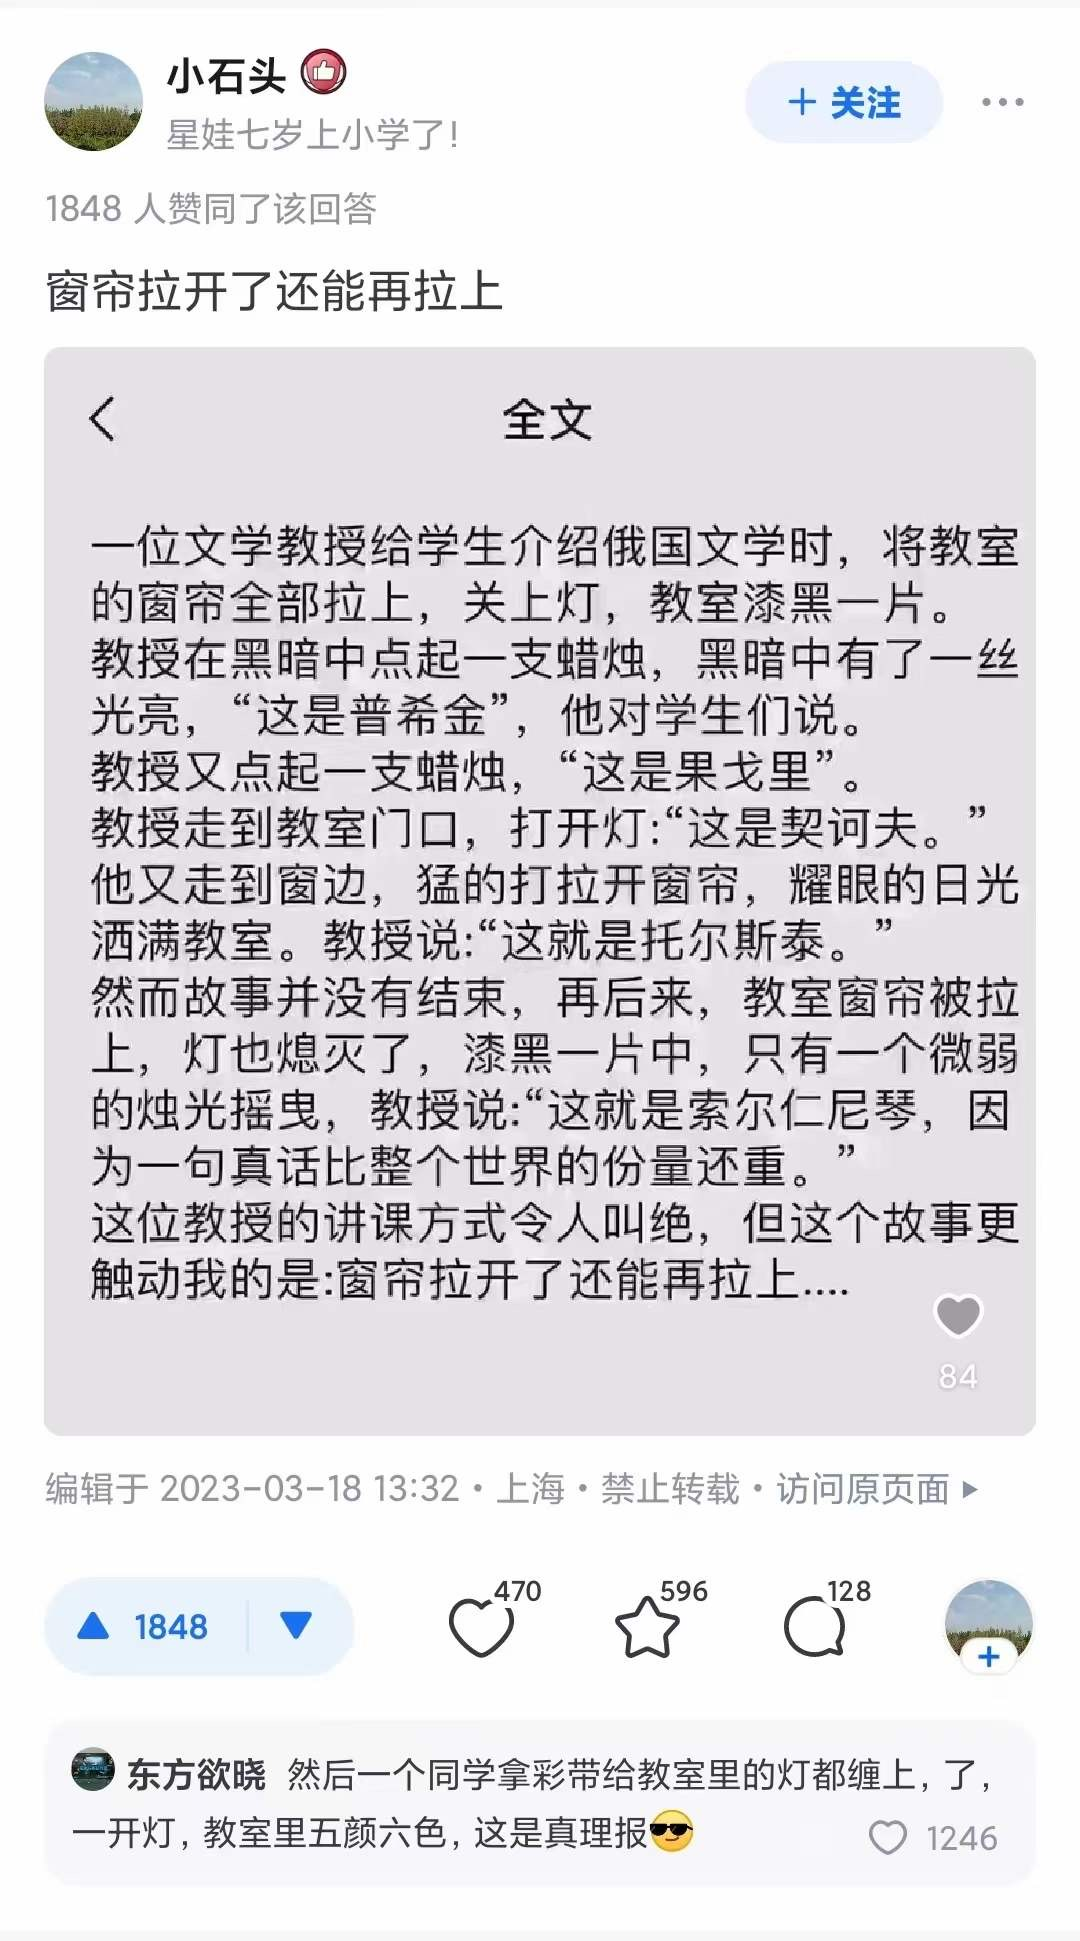 小石头
星娃七岁上小学了!
+ 关注
1848 人赞同了该回答
窗帘拉开了还能再拉上
全文
一位文学教授给学生介绍俄国文学时，将教室
的窗帘全部拉上，关上灯，教室漆黑一片。
教授在黑暗中点起一支蜡烛，黑暗中有了一丝
光亮，“这是普希金”，他对学生们说。
教授又点起一支蜡烛，“这是果戈里”。
教授走到教室门口，打开灯:“这是契诃夫。”
他又走到窗边，猛的打拉开窗帘，耀眼的日光
洒满教室。教授说:“这就是托尔斯泰。”
然而故事并没有结束，再后来，教室窗帘被拉
上，灯也熄灭了，漆黑一片中，只有一个微弱
的烛光摇曳，教授说:“这就是索尔仁尼琴，因
为一句真话比整个世界的份量还重。”
这位教授的讲课方式令人叫绝，但这个故事更
触动我的是:窗帘拉开了还能再拉上....
84
编辑于 2023-03-18 13:32・上海・禁止转载・访问原页面
1848
470
596
128
东方欲晓 然后一个同学拿彩带给教室里的灯都缠上，了，
一开灯，教室里五颜六色，这是真理报😎
1246